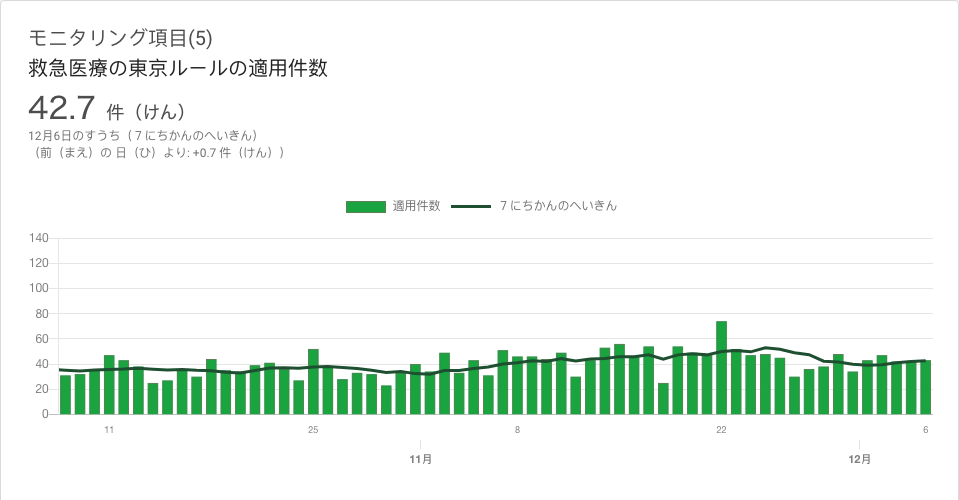 モニタリング項目(5)
救急医療の東京ルールの適用件数
42.7 件（けん）
12月6日のすうち（７にちかんのへいきん）
（前（まえ）の 日（ひ）より: +0.7 件（けん））
適用件数 ７にちかんのへいきん
140
120
100
80
60
40
20
0
11 25 8 22 6
11月 12月